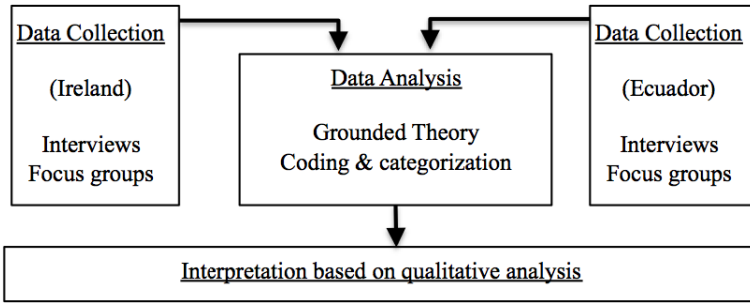 Data Collection
(Ireland)
Interviews
Focus groups
Data Analysis
Grounded Theory
Coding & categorization
Data Collection
(Ecuador)
Interviews
Focus groups
Interpretation based on qualitative analysis